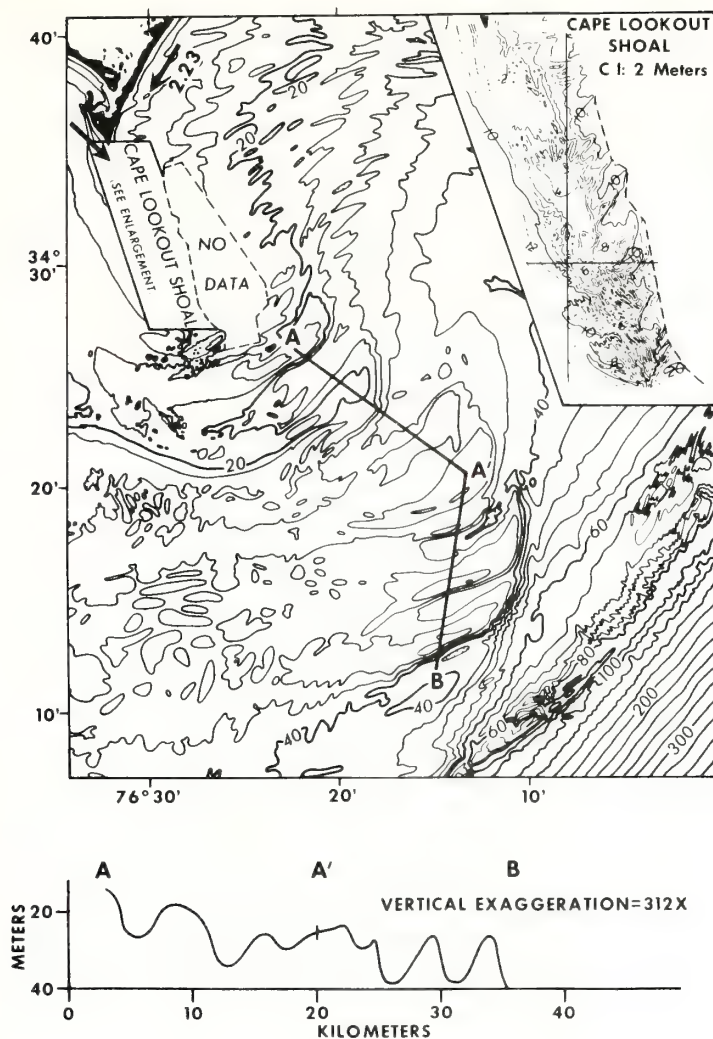 CAPE LOOKOUT
SHOAL
C I: 2 Meters
40'
2,23
20
20
CAPE LOOKOUT SHOAL
SEE ENLARGEMENT
NO
DATA
34°
30'
A
40
20
20'
A'
60
B
10'
40
40
60
80
100
200
300
76°30'
20'
10'
A
A'
B
VERTICAL EXAGGERATION=312X
METERS
20
40
0
10
20
30
40
KILOMETERS